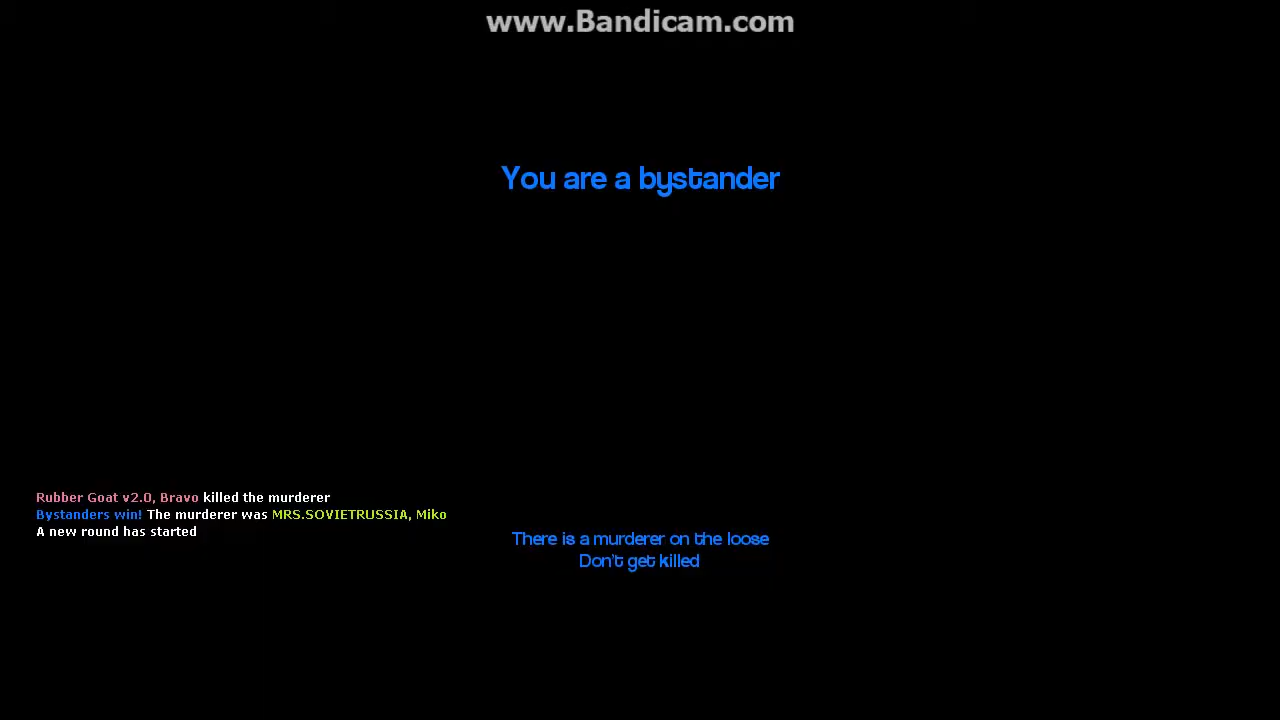 www.Bandicam.com
You are a bystander
Rubber Goat v2.0, Bravo killed the murderer
Bystanders win! The murderer was MRS.SOVIETRUSSIA, Miko
A new round has started
There is a murderer on the loose
Don't get killed